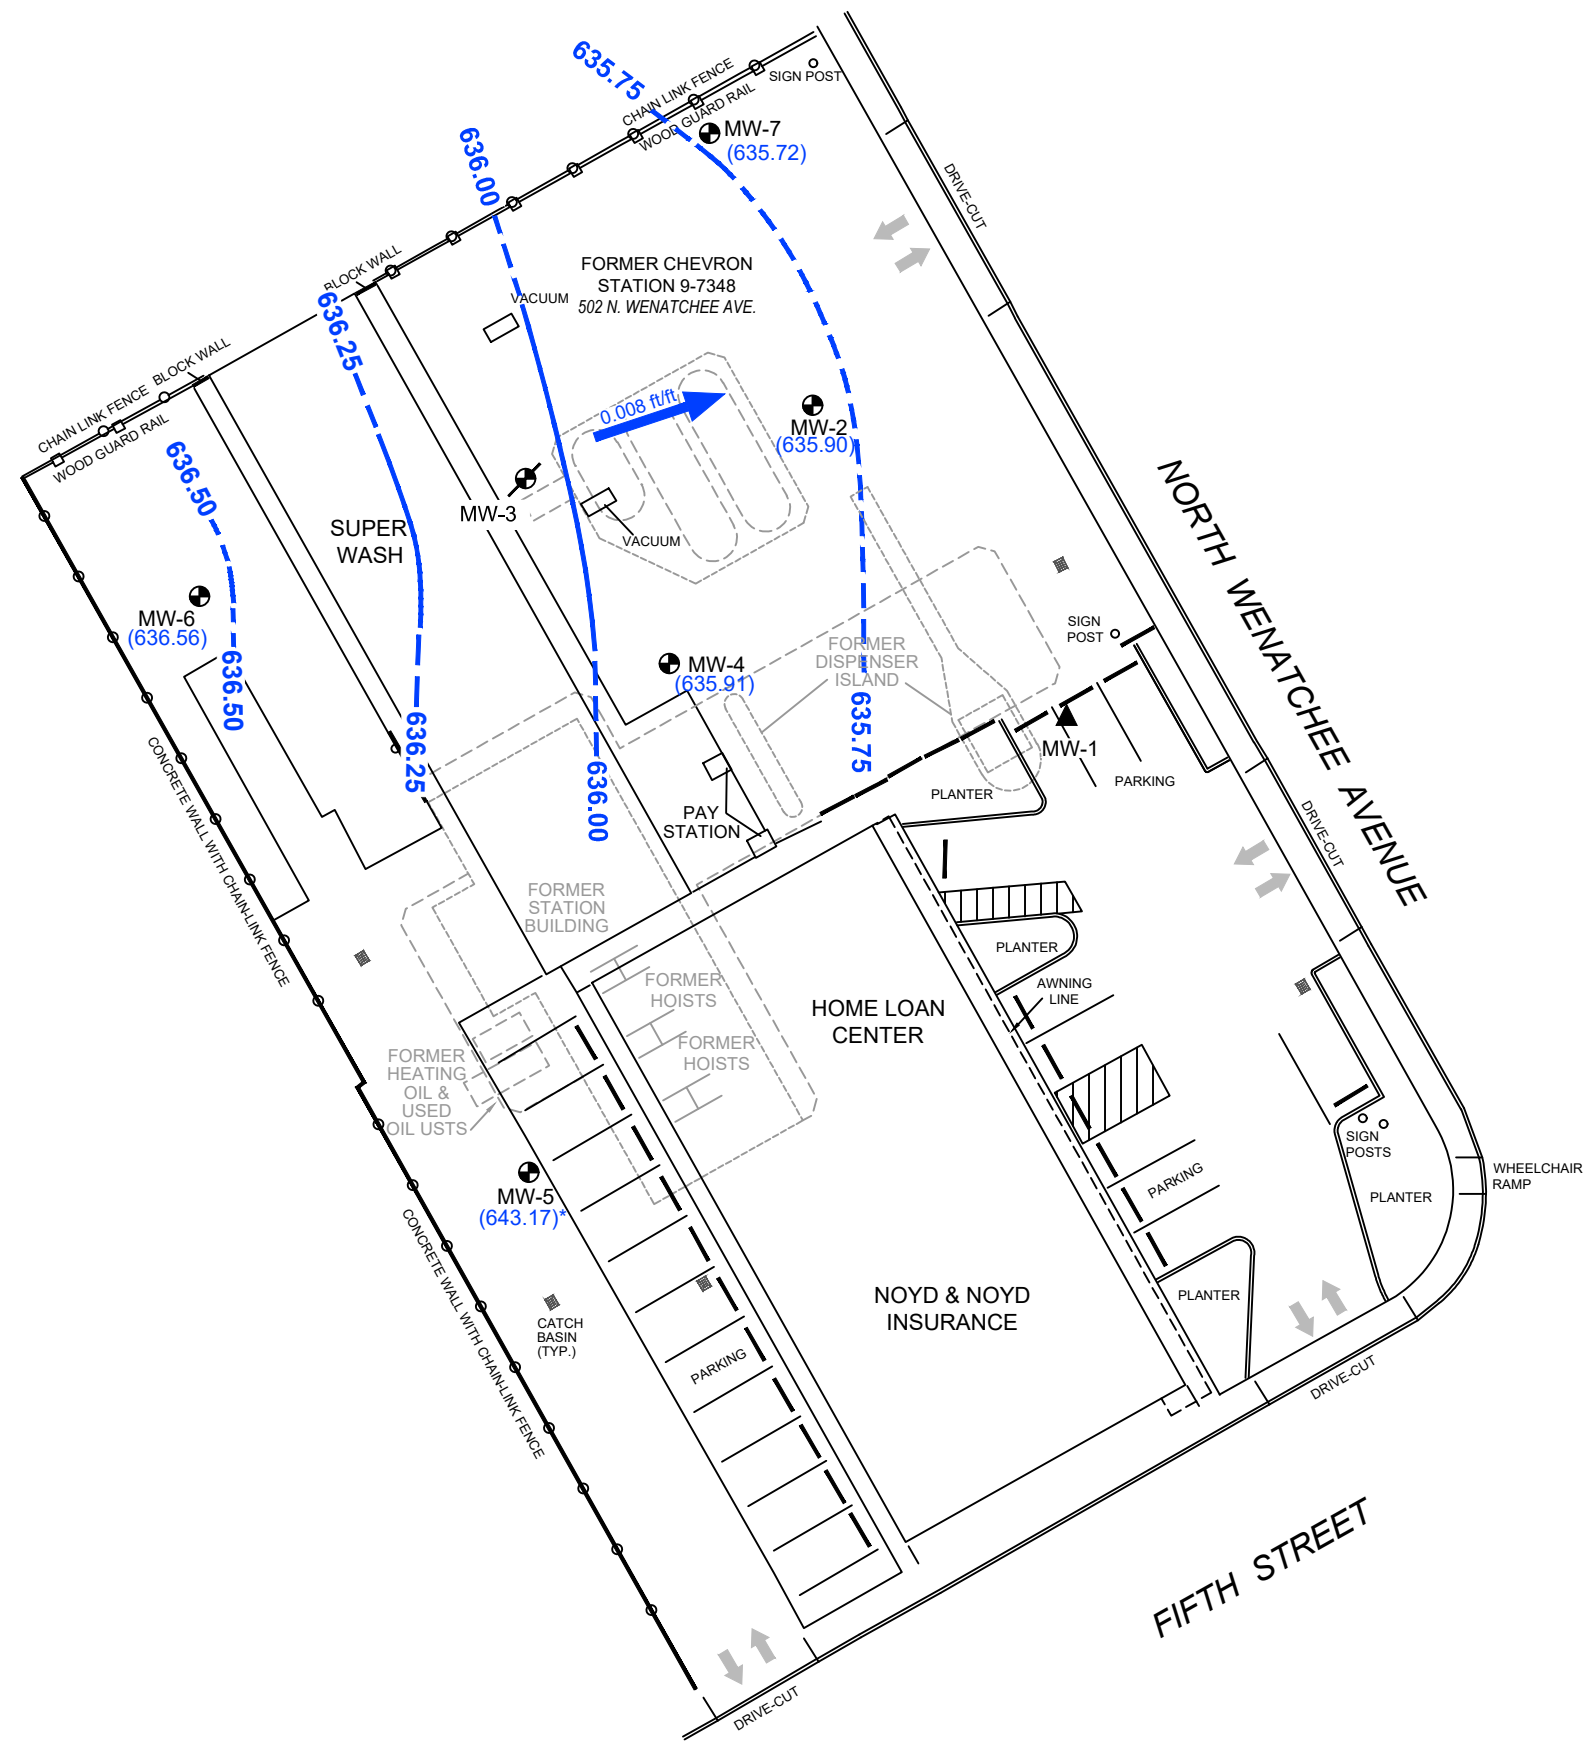 635.75
CHAIN LINK FENCE
WOOD GUARD RAIL
SIGN POST
MW-7
(635.72)
636.00
DRIVE-CUT
BLOCK WALL
FORMER CHEVRON
STATION 9-7348
502 N. WENATCHEE AVE.
VACUUM
636.25
BLOCK WALL
CHAIN LINK FENCE
WOOD GUARD RAIL
0.008 ft/ft
MW-2
(635.90)
636.50
MW-3
SUPER
WASH
VACUUM
NORTH WENATCHEE AVENUE
MW-6
(636.56)
SIGN
POST
FORMER
DISPENSER
ISLAND
MW-4
(635.91)
636.50
635.75
636.25
636.00
MW-1
PARKING
PLANTER
PAY
STATION
CONCRETE WALL WITH CHAIN-LINK FENCE
DRIVE-CUT
FORMER
STATION
BUILDING
PLANTER
FORMER
HOISTS
AWNING
LINE
HOME LOAN
CENTER
FORMER
HOISTS
FORMER
HEATING
OIL &
USED
OIL USTS
SIGN
POSTS
WHEELCHAIR
RAMP
PLANTER
PARKING
MW-5
(643.17)*
CONCRETE WALL WITH CHAIN-LINK FENCE
NOYD & NOYD
INSURANCE
PLANTER
CATCH
BASIN
(TYP.)
PARKING
DRIVE-CUT
FIFTH STREET
DRIVE-CUT